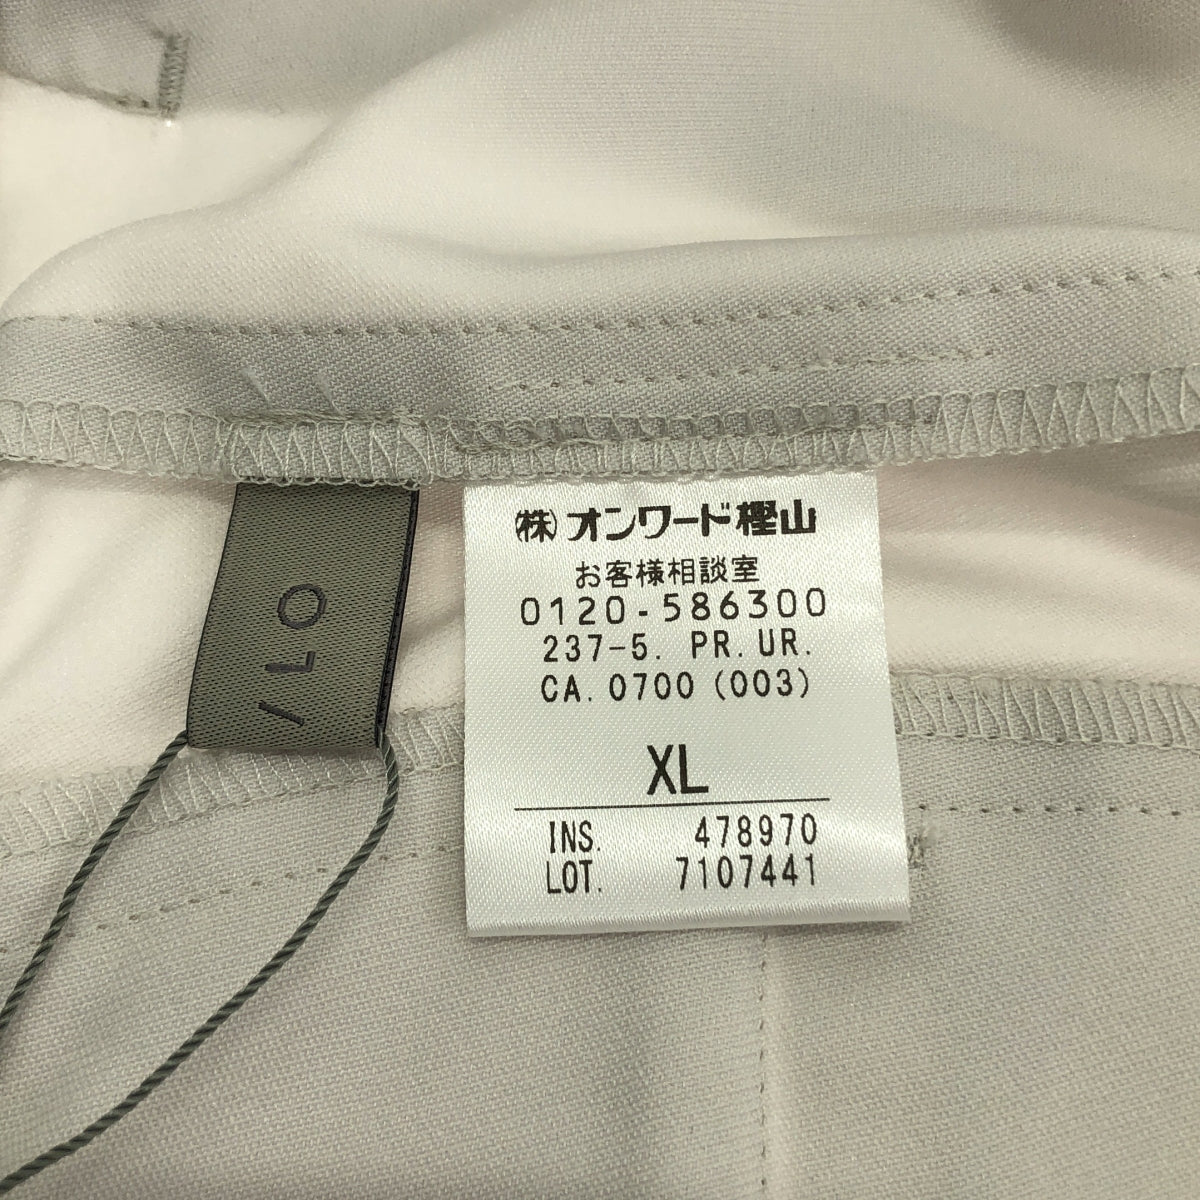 ㈱オンワード樫山
お客様相談室
0120-586300
237-5. PR.UR.
CA.0700 (003)
XL
INS. 478970
LOT. 7107441
/LO